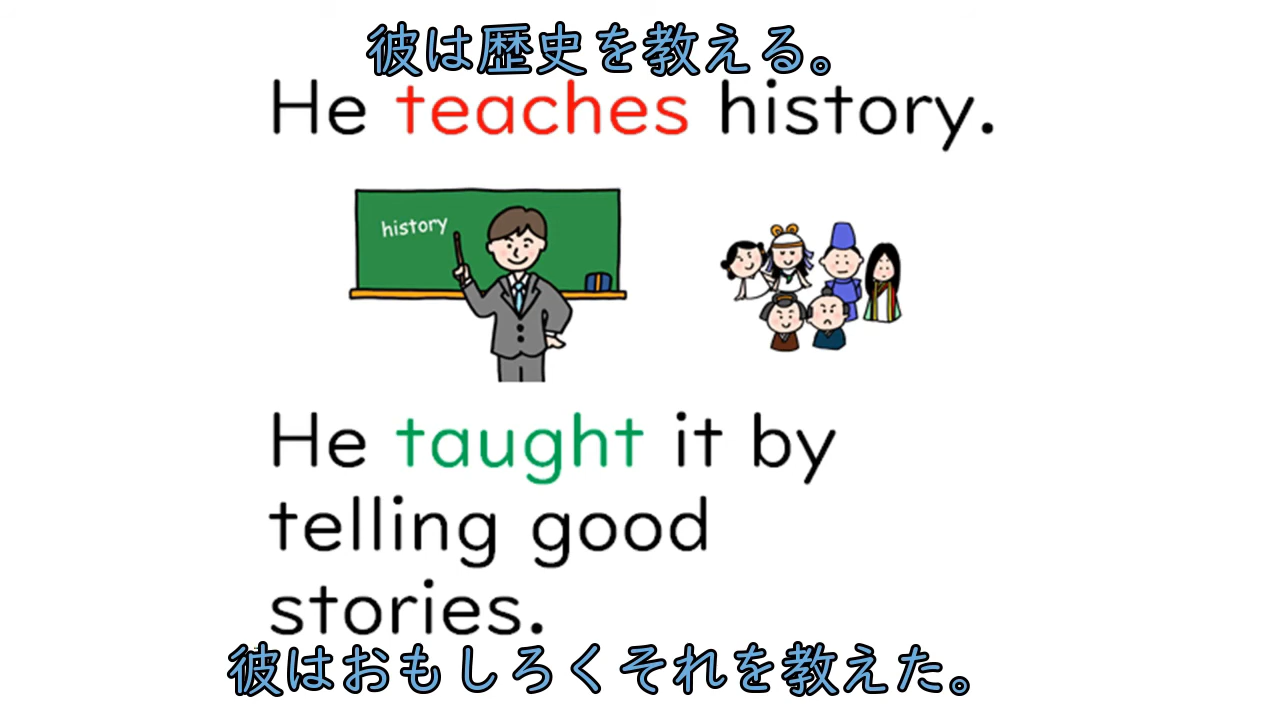 彼は歴史を教える。
He teaches history.
history
He taught it by
telling good
stories.
彼はおもしろくそれを教えた。